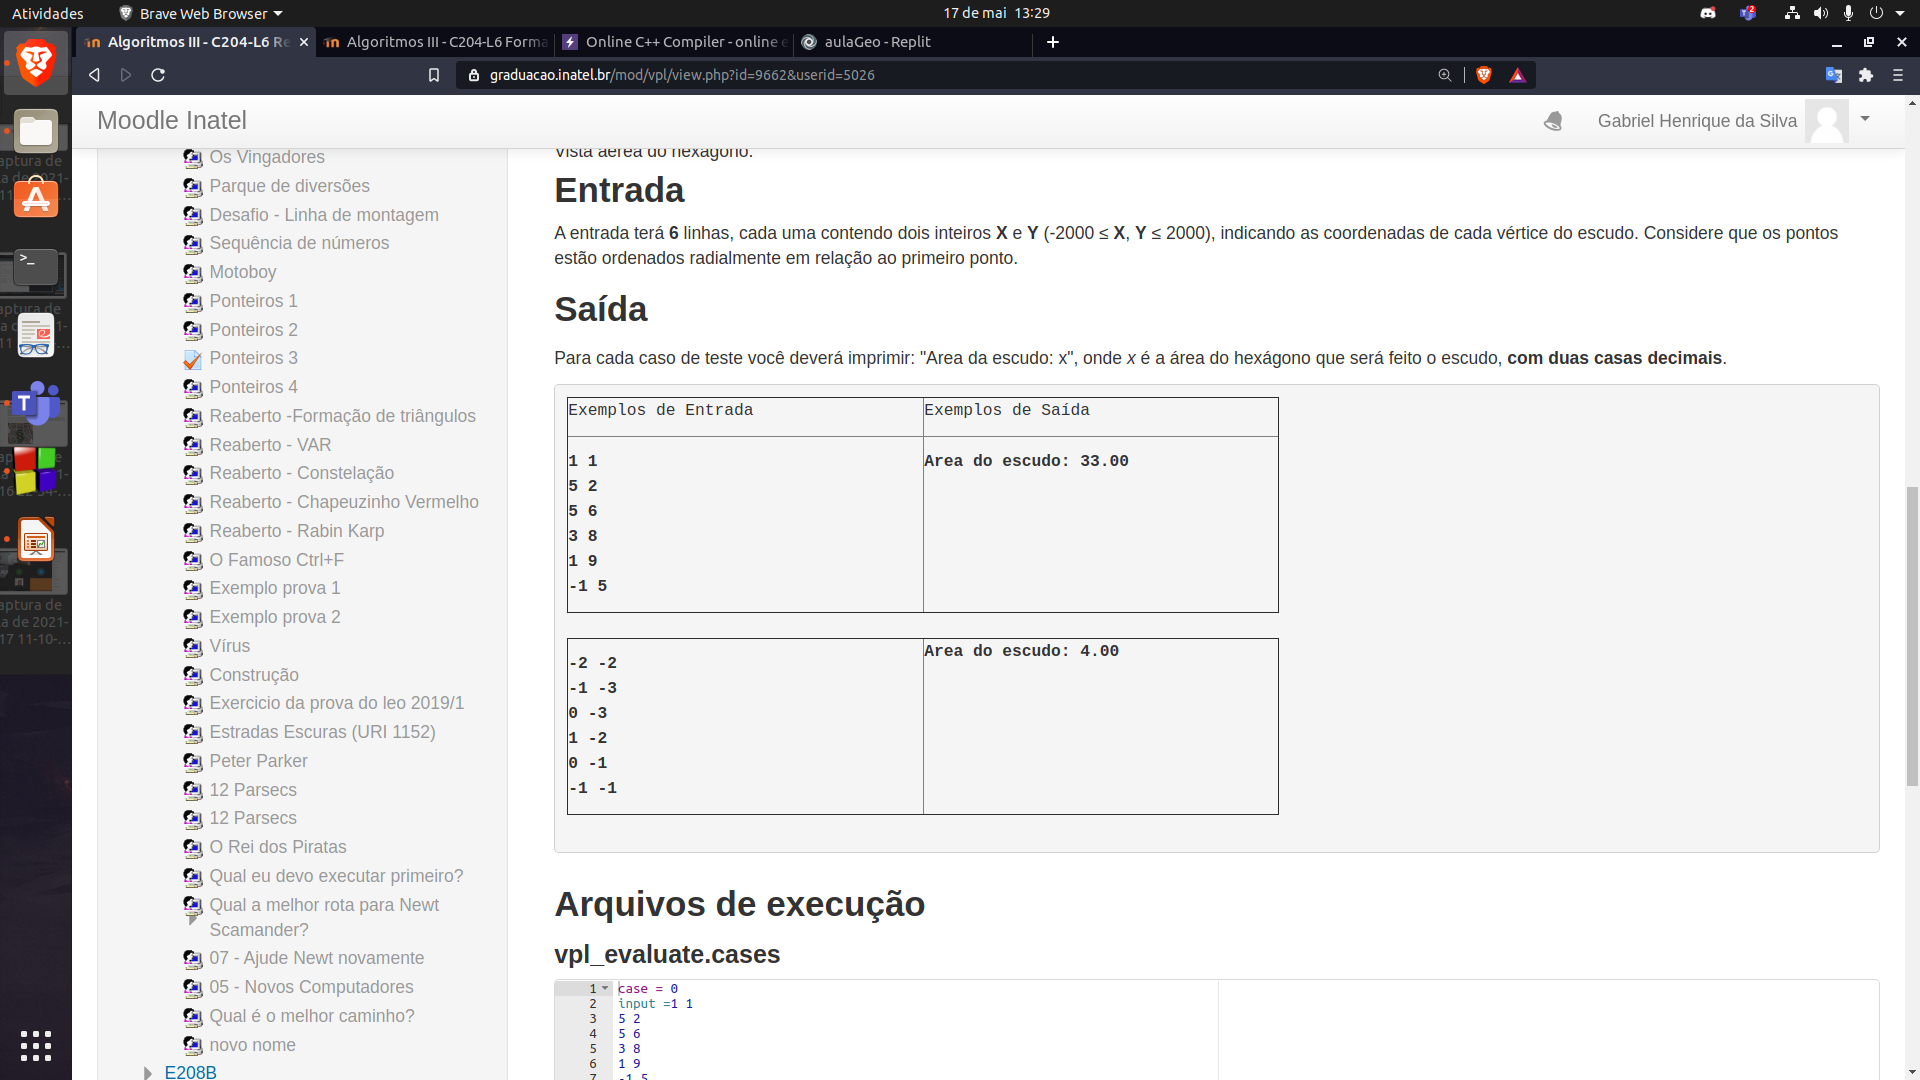 Atividades
Brave Web Browser
17 de mai  13:29
2
Algoritmos III - C204-L6 Re
Algoritmos III - C204-L6 Forma
Online C++ Compiler - online e
aulaGeo - Replit
graduacao.inatel.br/mod/vpl/view.php?id=9662&userid=5026
Moodle Inatel
Gabriel Henrique da Silva
Os Vingadores
Parque de diversões
Desafio - Linha de montagem
Sequência de números
Motoboy
Ponteiros 1
Ponteiros 2
Ponteiros 3
Ponteiros 4
Reaberto -Formação de triângulos
Reaberto - VAR
Reaberto - Constelação
Reaberto - Chapeuzinho Vermelho
Reaberto - Rabin Karp
O Famoso Ctrl+F
Exemplo prova 1
Exemplo prova 2
Vírus
Construção
Exercicio da prova do leo 2019/1
Estradas Escuras (URI 1152)
Peter Parker
12 Parsecs
12 Parsecs
O Rei dos Piratas
Qual eu devo executar primeiro?
Qual a melhor rota para Newt
Scamander?
07 - Ajude Newt novamente
05 - Novos Computadores
Qual é o melhor caminho?
novo nome
E208B
Vista aérea do hexágono.
Entrada
A entrada terá 6 linhas, cada uma contendo dois inteiros X e Y (-2000 ≤ X, Y ≤ 2000), indicando as coordenadas de cada vértice do escudo. Considere que os pontos
estão ordenados radialmente em relação ao primeiro ponto.
Saída
Para cada caso de teste você deverá imprimir: "Area da escudo: x", onde x é a área do hexágono que será feito o escudo, com duas casas decimais.
Exemplos de Entrada
Exemplos de Saída
1 1
5 2
5 6
3 8
1 9
-1 5
Area do escudo: 33.00
-2 -2
-1 -3
0 -3
1 -2
0 -1
-1 -1
Area do escudo: 4.00
Arquivos de execução
vpl_evaluate.cases
1 case = 0
2 input =1 1
3 5 2
4 5 6
5 3 8
6 1 9
7 -1 5